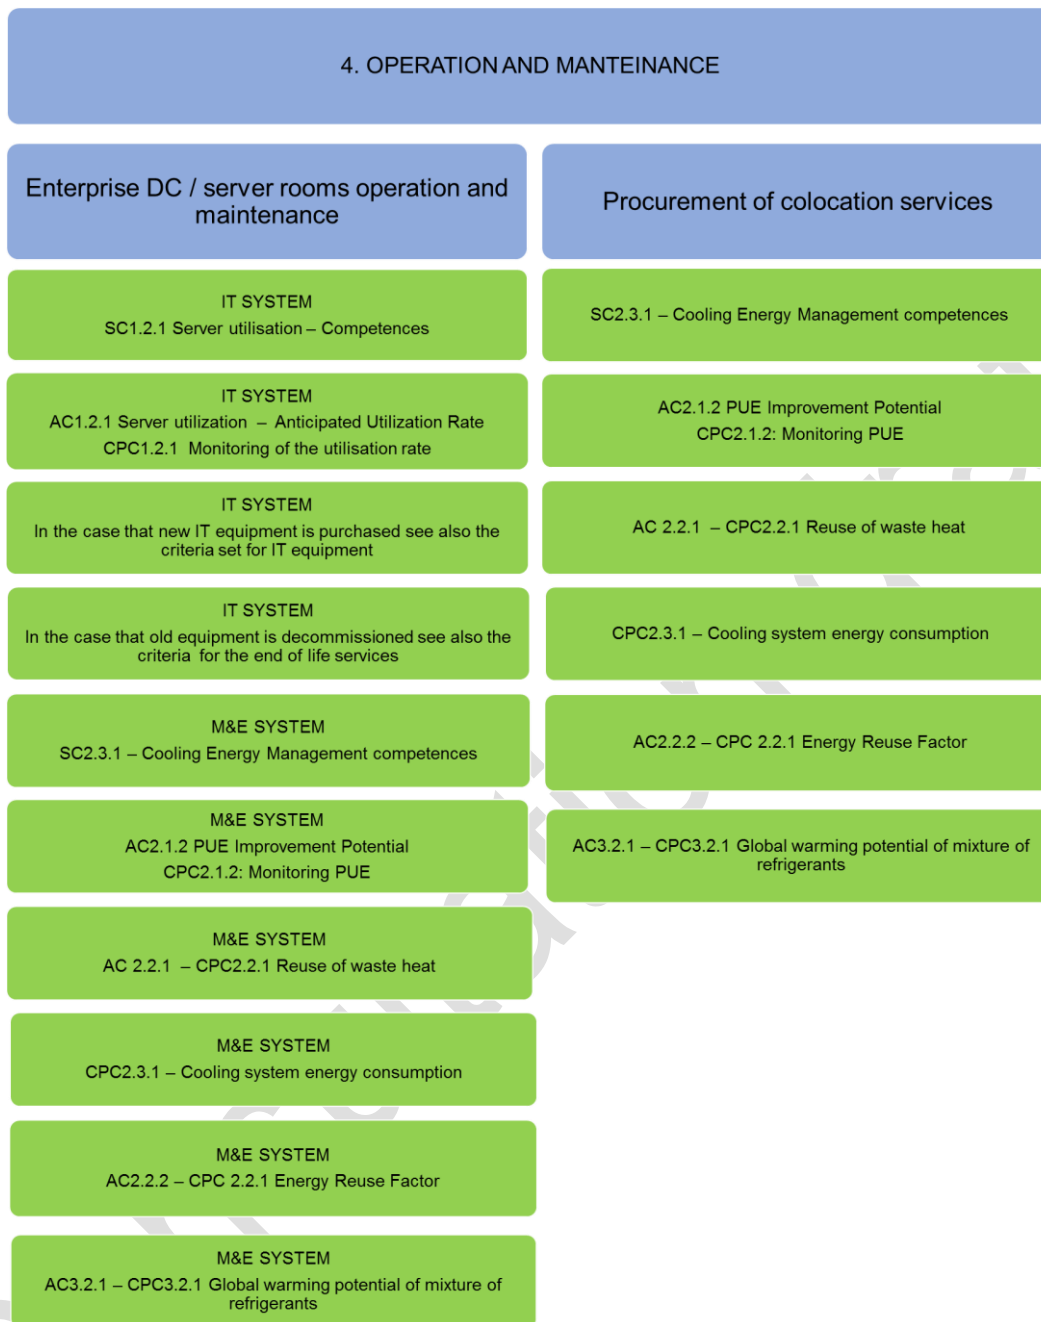 4. OPERATION AND MANTEINANCE
Enterprise DC / server rooms operation and
maintenance
IT SYSTEM
SC1.2.1 Server utilisation – Competences
IT SYSTEM
AC1.2.1 Server utilization – Anticipated Utilization Rate
CPC1.2.1 Monitoring of the utilisation rate
IT SYSTEM
In the case that new IT equipment is purchased see also the
criteria set for IT equipment
IT SYSTEM
In the case that old equipment is decommissioned see also the
criteria for the end of life services
M&E SYSTEM
SC2.3.1 – Cooling Energy Management competences
M&E SYSTEM
AC2.1.2 PUE Improvement Potential
CPC2.1.2: Monitoring PUE
M&E SYSTEM
AC 2.2.1 – CPC2.2.1 Reuse of waste heat
M&E SYSTEM
CPC2.3.1 – Cooling system energy consumption
M&E SYSTEM
AC2.2.2 – CPC 2.2.1 Energy Reuse Factor
M&E SYSTEM
AC3.2.1 – CPC3.2.1 Global warming potential of mixture of
refrigerants
Procurement of colocation services
SC2.3.1 – Cooling Energy Management competences
AC2.1.2 PUE Improvement Potential
CPC2.1.2: Monitoring PUE
AC 2.2.1 – CPC2.2.1 Reuse of waste heat
CPC2.3.1 – Cooling system energy consumption
AC2.2.2 – CPC 2.2.1 Energy Reuse Factor
AC3.2.1 – CPC3.2.1 Global warming potential of mixture of
refrigerants